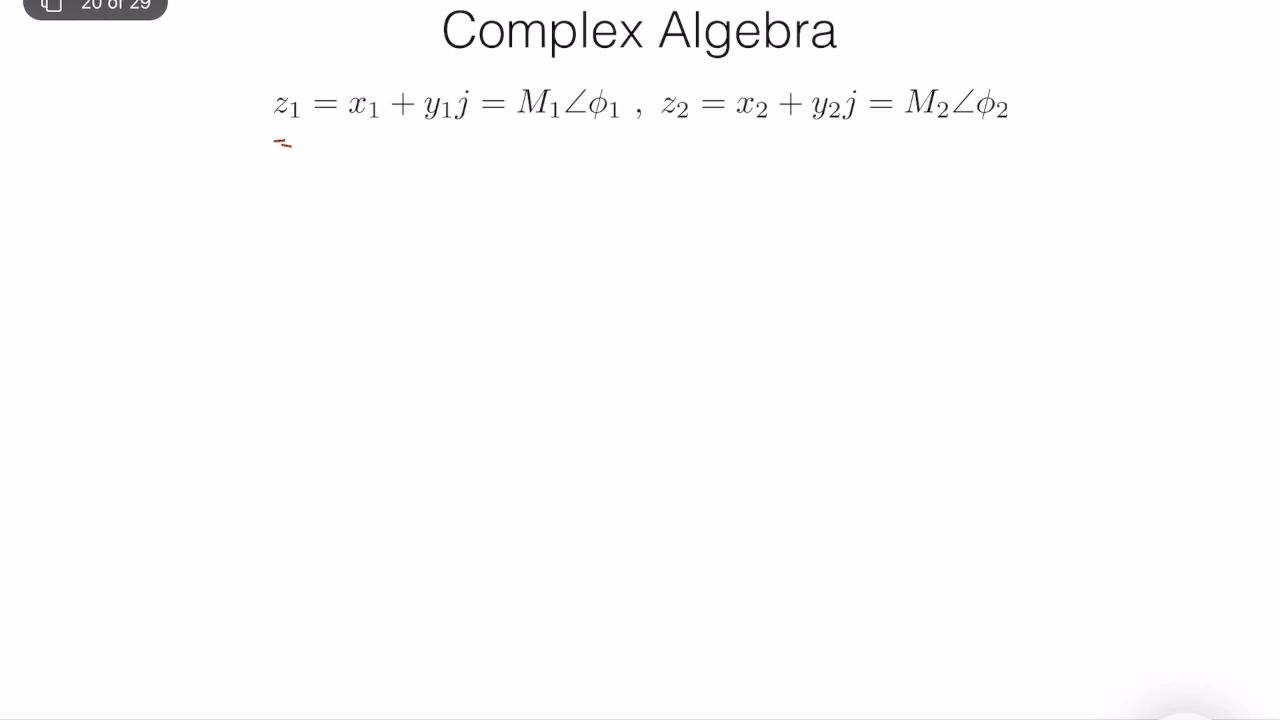 20 of 29
Complex Algebra
z₁ = x₁ + y₁j = M₁∠ϕ₁ , z₂ = x₂ + y₂j = M₂∠ϕ₂